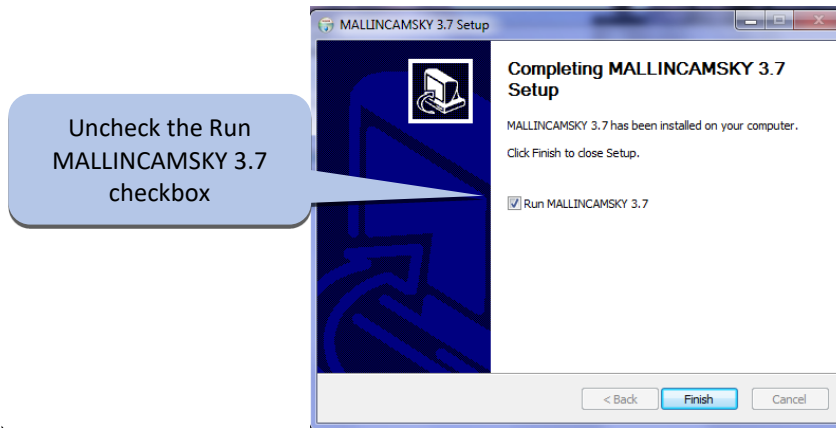 MALLINCAMSKY 3.7 Setup
Completing MALLINCAMSKY 3.7
Setup
MALLINCAMSKY 3.7 has been installed on your computer.
Click Finish to close Setup.
Run MALLINCAMSKY 3.7
< Back
Finish
Cancel
Uncheck the Run
MALLINCAMSKY 3.7
checkbox